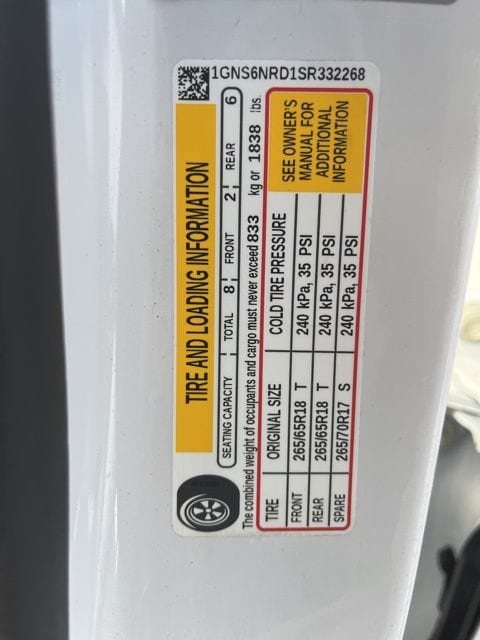 1GNS6NRD1SR332268
TIRE AND LOADING INFORMATION
SEATING CAPACITY TOTAL 8 FRONT 2 REAR 6
The combined weight of occupants and cargo must never exceed 833 kg or 1838 lbs.
TIRE ORIGINAL SIZE COLD TIRE PRESSURE
FRONT 265/65R18 T 240 kPa, 35 PSI
REAR 265/65R18 T 240 kPa, 35 PSI
SPARE 265/70R17 S 240 kPa, 35 PSI
SEE OWNER'S
MANUAL FOR
ADDITIONAL
INFORMATION